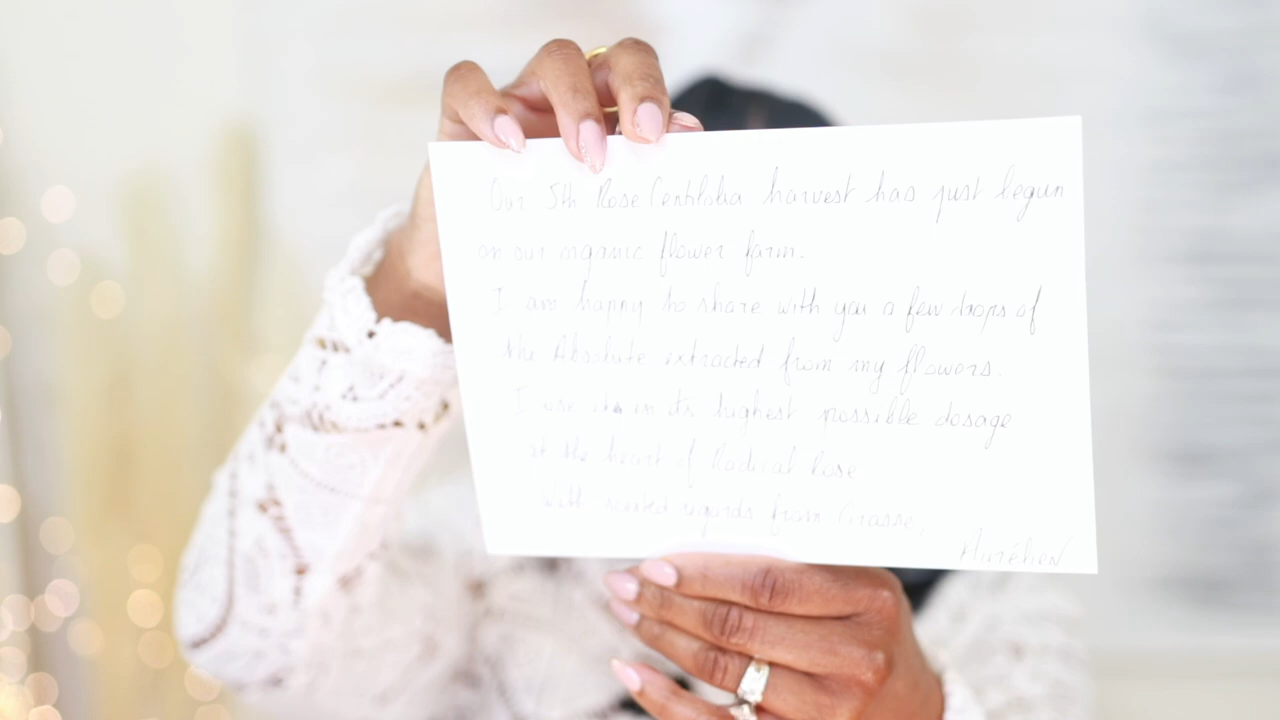 Our 5th Rose Centifolia harvest has just begun
on our organic flower farm.
I am happy to share with you a few drops of
the Absolute extracted from my flowers.
I use it in its highest possible dosage
at the heart of Radical Rose
With scented regards from Grasse,
Aurélien